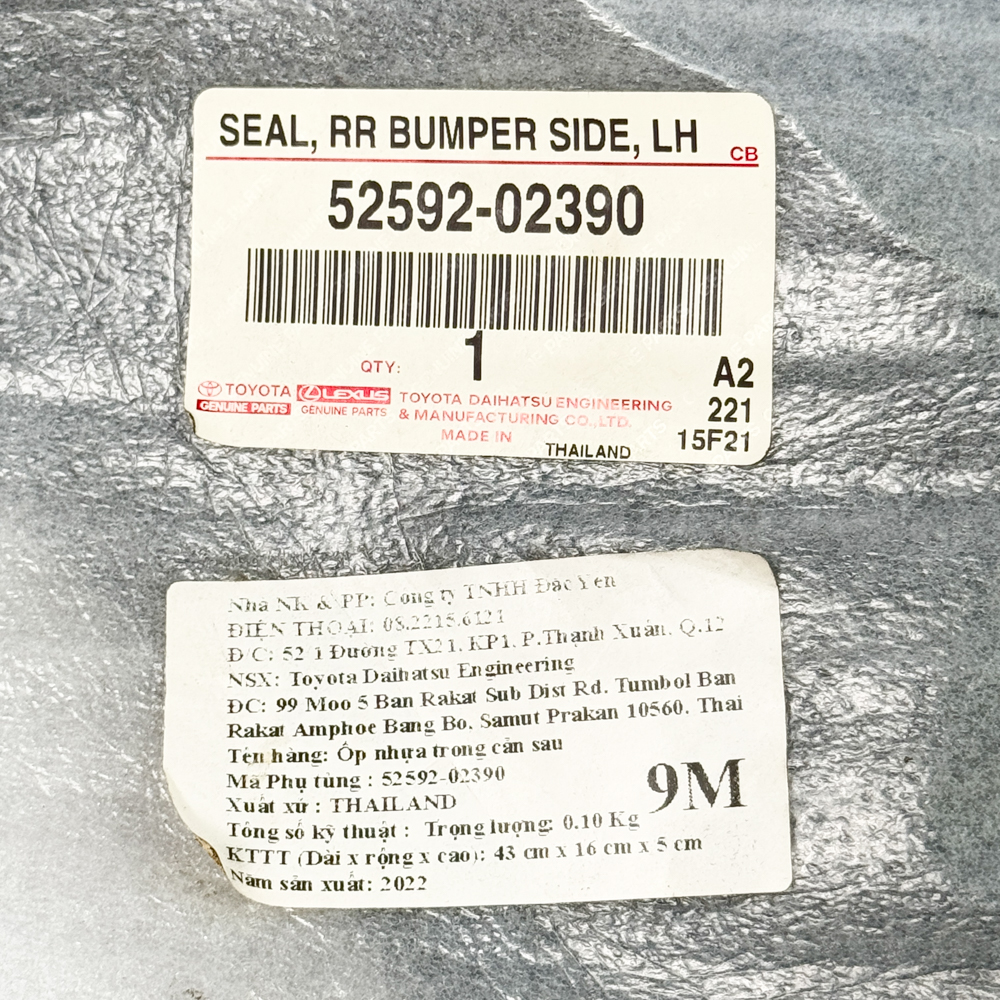 SEAL, RR BUMPER SIDE, LH
CB
52592-02390
QTY: 1
A2
221
15F21
TOYOTA
GENUINE PARTS
LEXUS
GENUINE PARTS
TOYOTA DAIHATSU ENGINEERING
& MANUFACTURING CO.,LTD.
MADE IN
THAILAND
Nhà NK & PP: Công ty TNHH Đắc Yến
ĐIỆN THOẠI: 08.2215.6121
Đ/C: 52/1 Đường TX21, KP1, P.Thạnh Xuân, Q.12
NSX: Toyota Daihatsu Engineering
ĐC: 99 Moo 5 Ban Rakat Sub Dist Rd. Tumbol Ban
Rakat Amphoe Bang Bo, Samut Prakan 10560, Thai
Tên hàng: Ốp nhựa trong cản sau
Mã Phụ tùng : 52592-02390
Xuất xứ : THAILAND
9M
Tổng số kỹ thuật : Trọng lượng: 0.10 Kg
KTTT (Dài x rộng x cao): 43 cm x 16 cm x 5 cm
Năm sản xuất: 2022